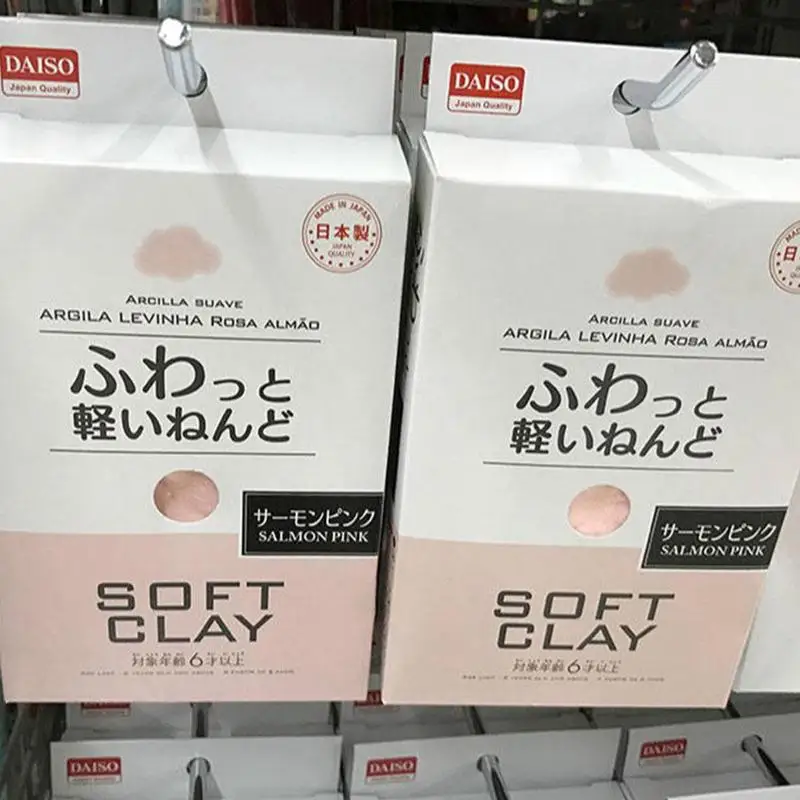 DAISO
Japan Quality
MADE IN JAPAN
日本製
JAPAN QUALITY
ARCILLA SUAVE
ARGILA LEVINHA ROSA ALMÃO
ふわっと
軽いねんど
サーモンピンク
SALMON PINK
SOFT
CLAY
対象年齢6才以上
DAISO
Japan Quality
ARCILLA SUAVE
ARGILA LEVINHA ROSA ALMÃO
ふわっと
軽いねんど
サーモンピンク
SALMON PINK
SOFT
CLAY
対象年齢6才以上
DAISO
DAISO
DAISO